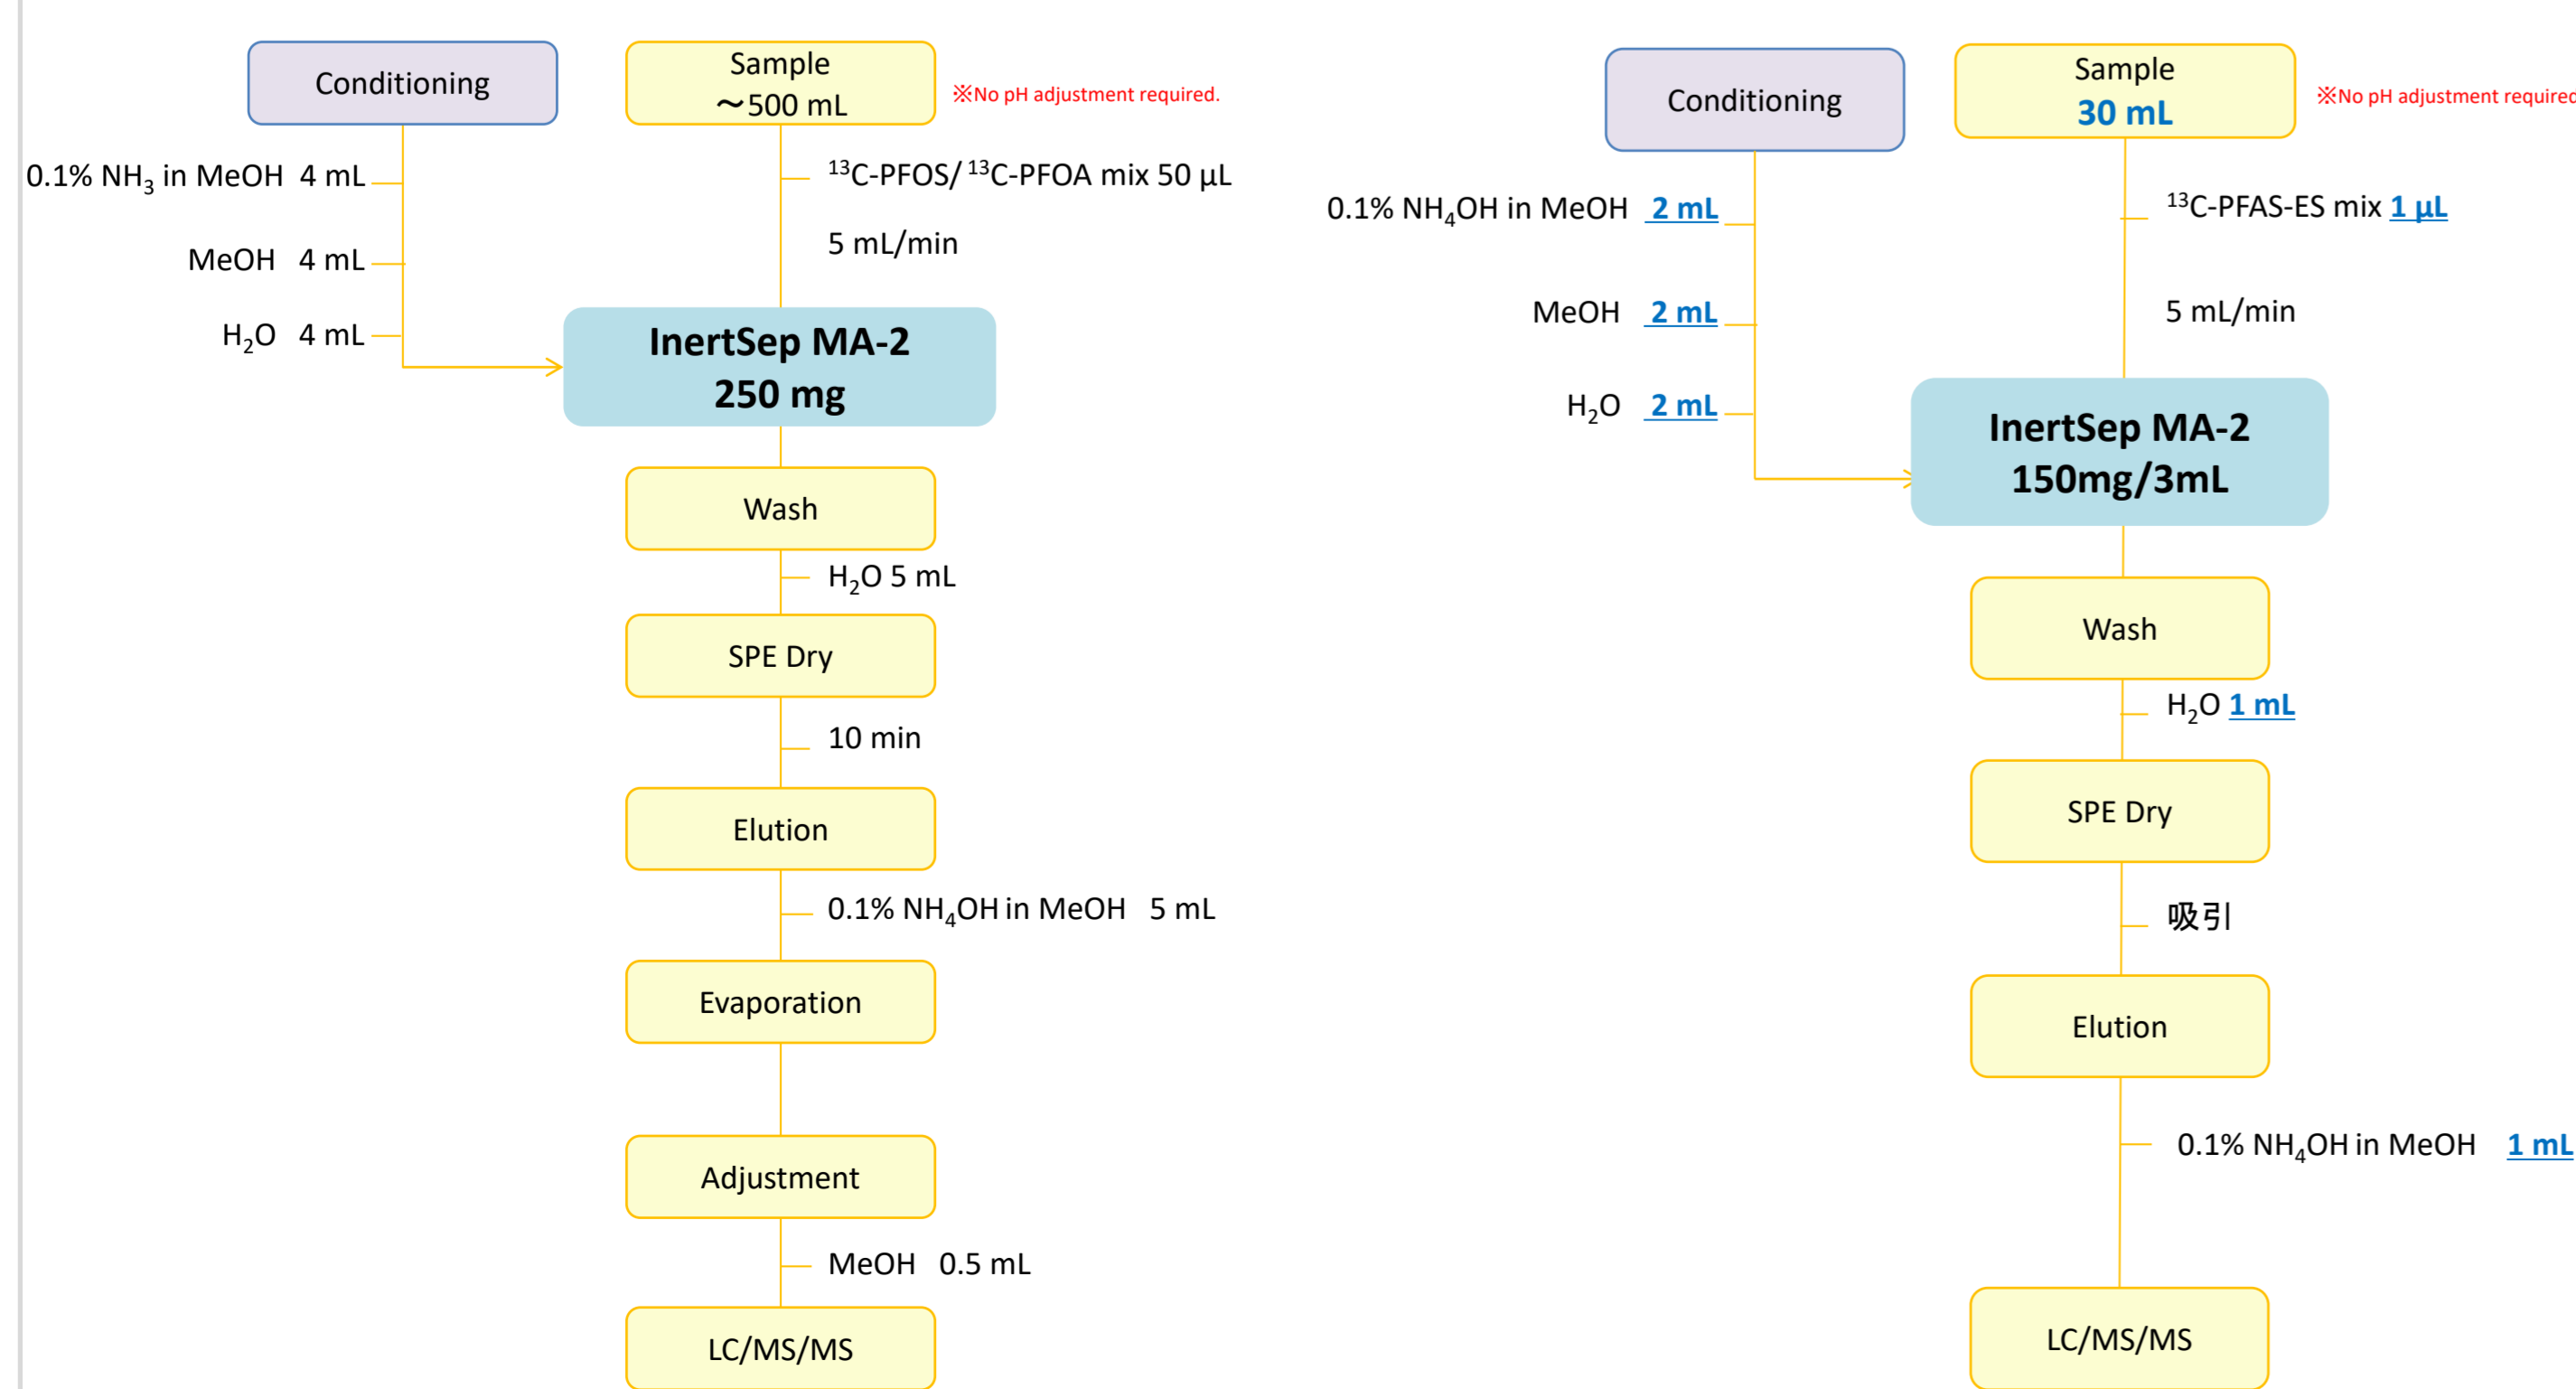 Conditioning
Sample
～500 mL
※No pH adjustment required.
0.1% NH₃ in MeOH 4 mL
¹³C-PFOS/ ¹³C-PFOA mix 50 µL
5 mL/min
MeOH 4 mL
H₂O 4 mL
InertSep MA-2
250 mg
Wash
H₂O 5 mL
SPE Dry
10 min
Elution
0.1% NH₄OH in MeOH 5 mL
Evaporation
Adjustment
MeOH 0.5 mL
LC/MS/MS
Conditioning
Sample
30 mL
※No pH adjustment required
0.1% NH₄OH in MeOH 2 mL
¹³C-PFAS-ES mix 1 µL
MeOH 2 mL
5 mL/min
H₂O 2 mL
InertSep MA-2
150mg/3mL
Wash
H₂O 1 mL
SPE Dry
吸引
Elution
0.1% NH₄OH in MeOH 1 mL
LC/MS/MS